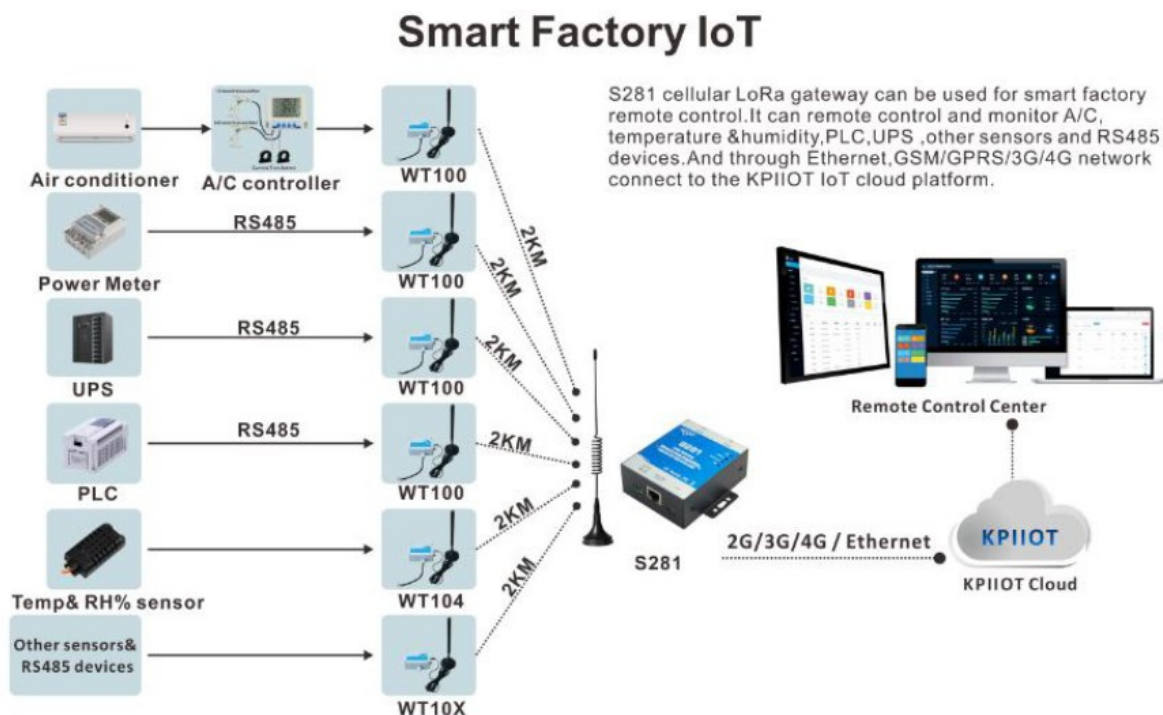 Smart Factory IoT
S281 cellular LoRa gateway can be used for smart factory
remote control.It can remote control and monitor A/C,
temperature &humidity,PLC,UPS ,other sensors and RS485
devices.And through Ethernet,GSM/GPRS/3G/4G network
connect to the KPIIOT IoT cloud platform.
Air conditioner
A/C controller
WT100
RS485
2KM
Power Meter
WT100
2KM
RS485
UPS
WT100
2KM
RS485
PLC
WT100
2KM
Temp& RH% sensor
WT104
2KM
Other sensors&
RS485 devices
WT10X
2KM
S281
S281
2G/3G/4G / Ethernet
Remote Control Center
KPIIOT
KPIIOT Cloud